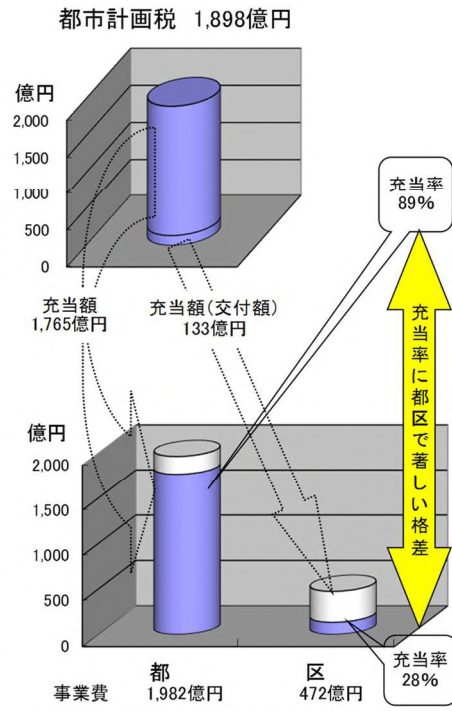 都市計画税 1,898億円
億円
2,000
1,500
1,000
500
0
充当率
89%
充当額
1,765億円
充当額(交付額)
133億円
充当率に都区で著しい格差
億円
2,000
1,500
1,000
500
0
充当率
28%
都
区
事業費
1,982億円
472億円